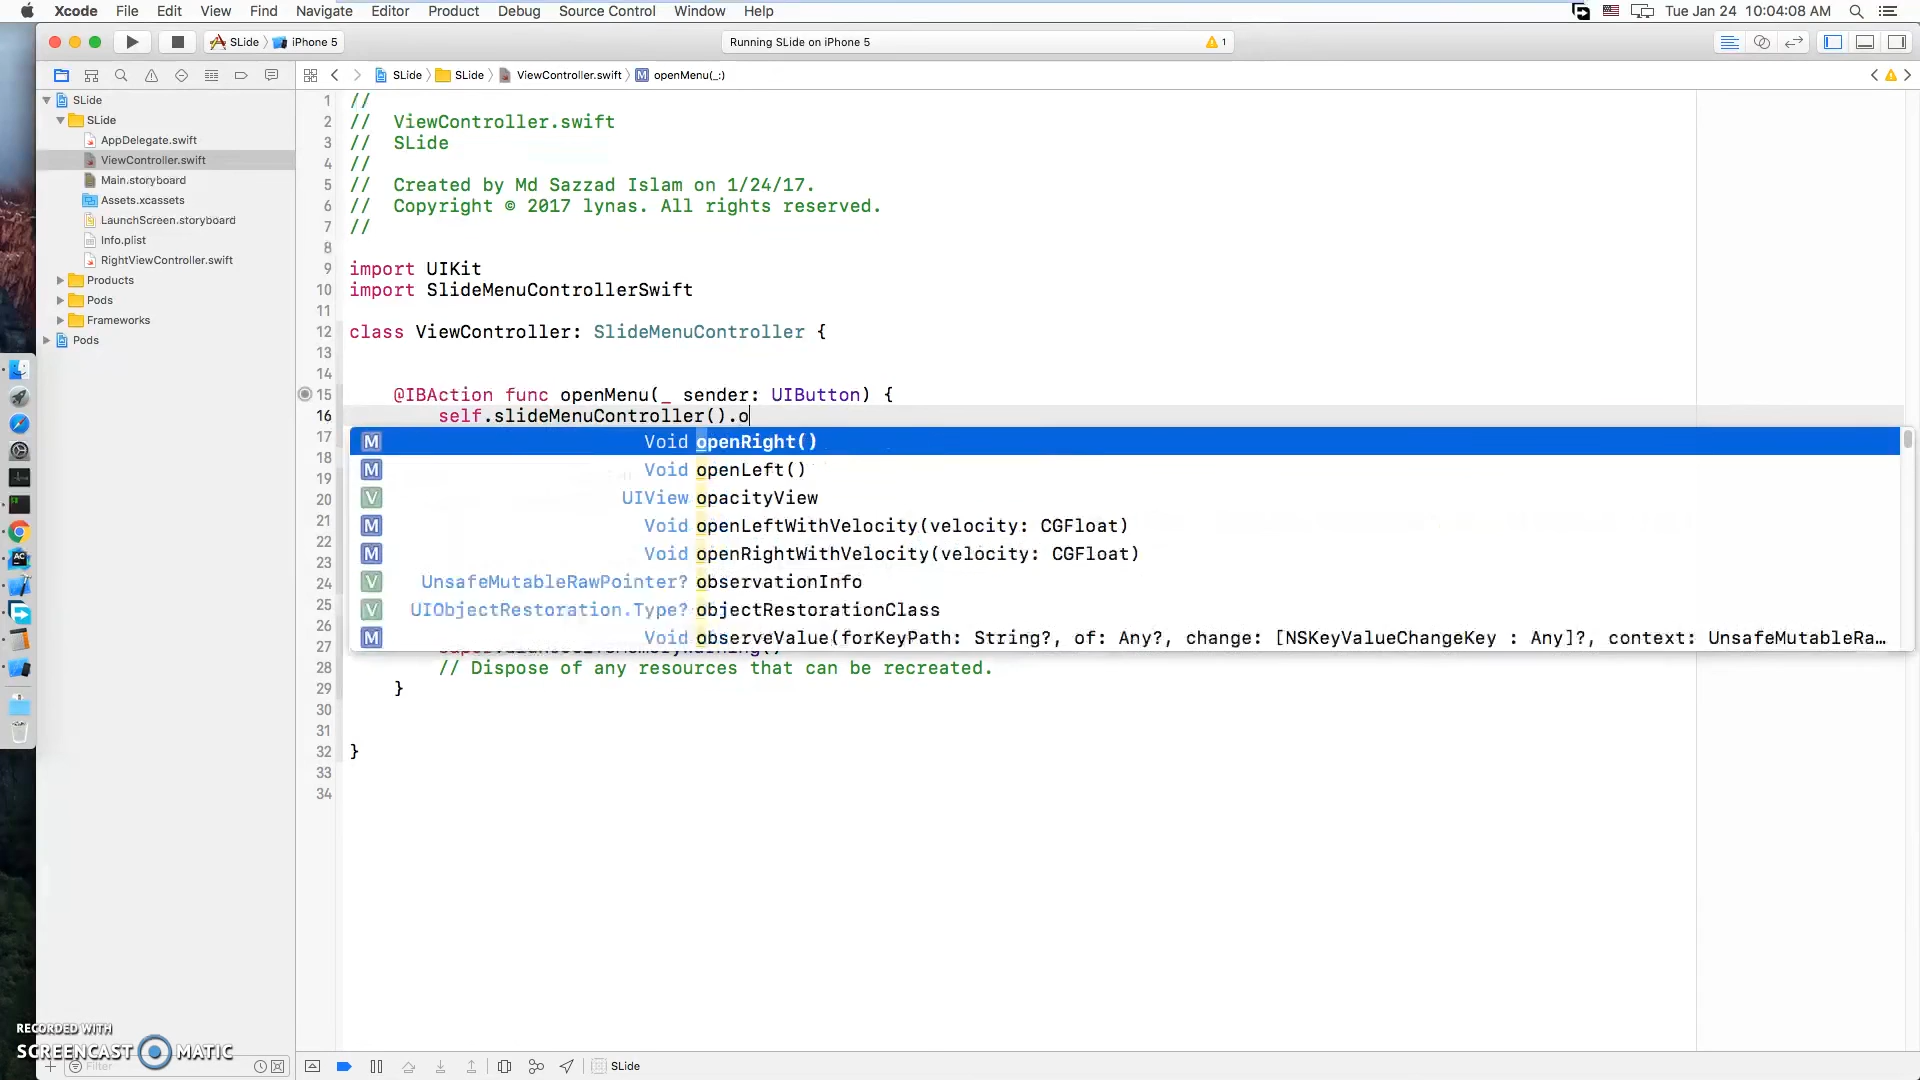 Xcode File Edit View Find Navigate Editor Product Debug Source Control Window Help Tue Jan 24 10:04:08 AM
SLide iPhone 5 Running SLide on iPhone 5 1
SLide SLide ViewController.swift M openMenu(_:)
SLide
SLide
AppDelegate.swift
ViewController.swift
Main.storyboard
Assets.xcassets
LaunchScreen.storyboard
Info.plist
RightViewController.swift
Products
Pods
Frameworks
Pods
1 //
2 // ViewController.swift
3 // SLide
4 //
5 // Created by Md Sazzad Islam on 1/24/17.
6 // Copyright © 2017 lynas. All rights reserved.
7 //
8
9 import UIKit
10 import SlideMenuControllerSwift
11
12 class ViewController: SlideMenuController {
13
14
15 @IBAction func openMenu(_ sender: UIButton) {
16 self.slideMenuController().o
17 M Void openRight()
18 M Void openLeft()
19
20 V UIView opacityView
21 M Void openLeftWithVelocity(velocity: CGFloat)
22
23 M Void openRightWithVelocity(velocity: CGFloat)
24 V UnsafeMutableRawPointer? observationInfo
25 V UIObjectRestoration.Type? objectRestorationClass
26 M Void observeValue(forKeyPath: String?, of: Any?, change: [NSKeyValueChangeKey : Any]?, context: UnsafeMutableRa…
27
28 // Dispose of any resources that can be recreated.
29 }
30
31
32 }
33
34
RECORDED WITH
SCREENCAST MATIC
Filter SLide